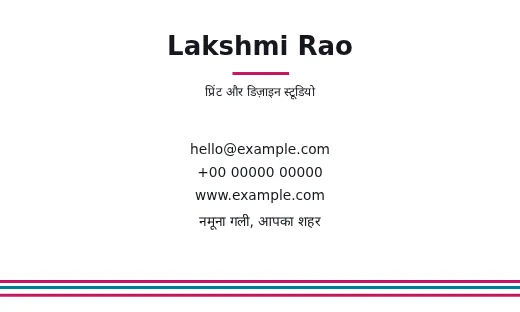 Lakshmi Rao
प्रिंट और डिज़ाइन स्टूडियो
hello@example.com
+00 00000 00000
www.example.com
नमूना गली, आपका शहर